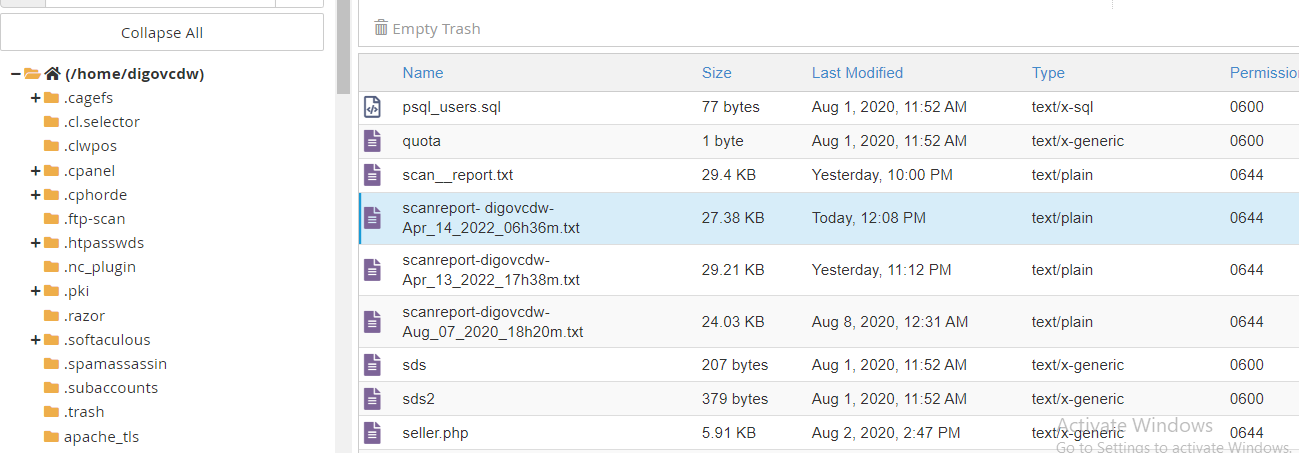 Collapse All
(/home/digovcdw)
.cagefs
.cl.selector
.clwpos
.cpanel
.cphorde
.ftp-scan
.htpasswds
.nc_plugin
.pki
.razor
.softaculous
.spamassassin
.subaccounts
.trash
apache_tls
Empty Trash
Name Size Last Modified Type Permissio
psql_users.sql 77 bytes Aug 1, 2020, 11:52 AM text/x-sql 0600
quota 1 byte Aug 1, 2020, 11:52 AM text/x-generic 0600
scan__report.txt 29.4 KB Yesterday, 10:00 PM text/plain 0644
scanreport- digovcdw-
Apr_14_2022_06h36m.txt 27.38 KB Today, 12:08 PM text/plain 0644
scanreport-digovcdw-
Apr_13_2022_17h38m.txt 29.21 KB Yesterday, 11:12 PM text/plain 0644
scanreport-digovcdw-
Aug_07_2020_18h20m.txt 24.03 KB Aug 8, 2020, 12:31 AM text/plain 0644
sds 207 bytes Aug 1, 2020, 11:52 AM text/x-generic 0600
sds2 379 bytes Aug 1, 2020, 11:52 AM text/x-generic 0600
seller.php 5.91 KB Aug 2, 2020, 2:47 PM text/x-generic 0644
Activate Windows
Go to Settings to activate Windows.